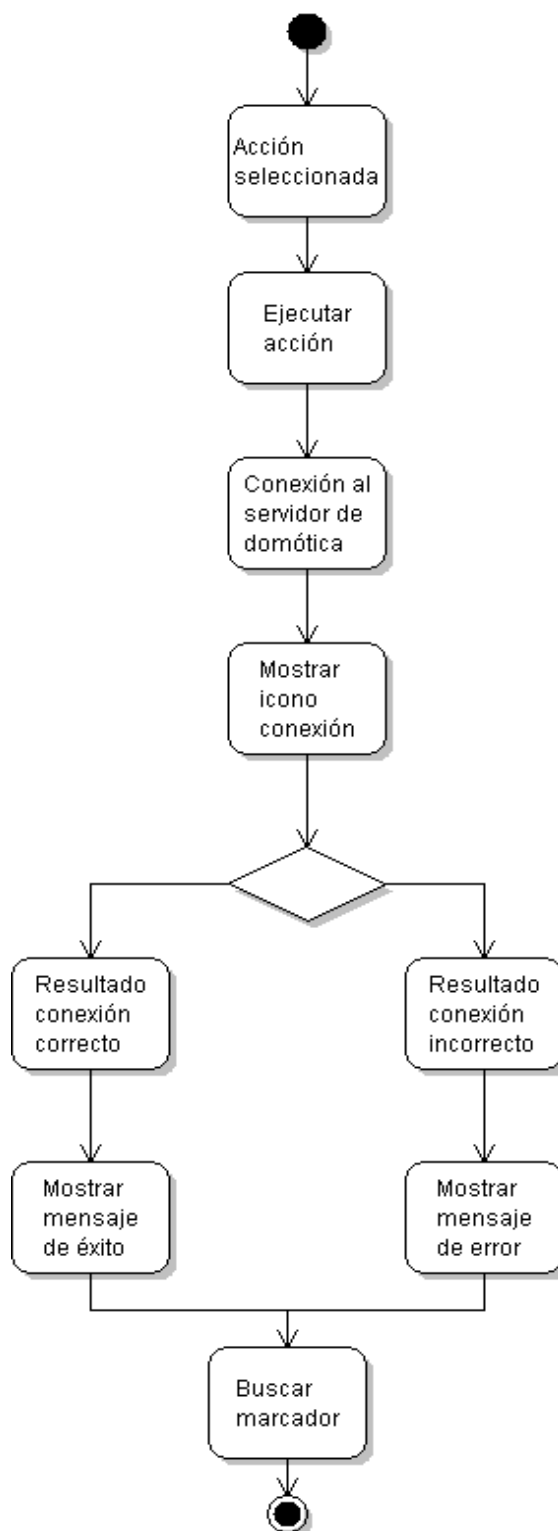 Acción
seleccionada
Ejecutar
acción
Conexión al
servidor de
domótica
Mostrar
icono
conexión
Resultado
conexión
correcto
Resultado
conexión
incorrecto
Mostrar
mensaje
de éxito
Mostrar
mensaje
de error
Buscar
marcador